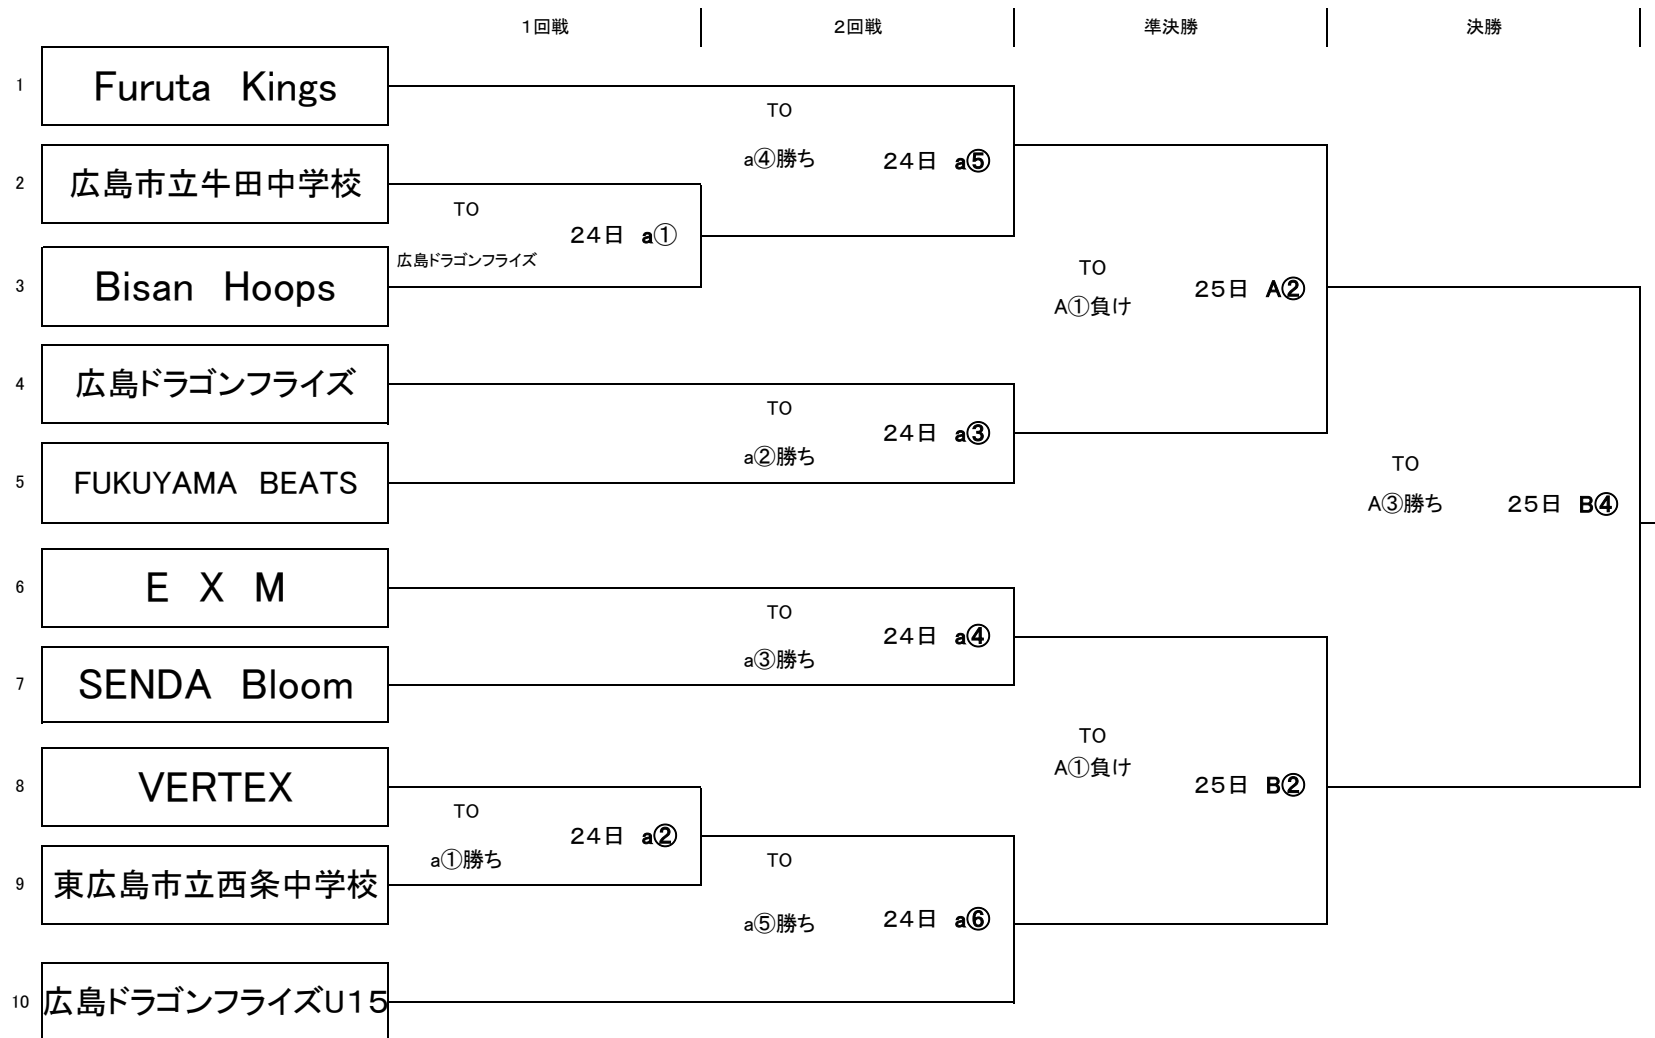 １回戦 ２回戦 準決勝 決勝
1 Furuta　Kings
TO
a④勝ち ２４日 a⑤
2 広島市立牛田中学校
TO
２４日 a①
広島ドラゴンフライズ
3 Bisan　Hoops
TO
A①負け ２５日 A②
4 広島ドラゴンフライズ
TO
a②勝ち ２４日 a③
5 FUKUYAMA　BEATS
TO
A③勝ち ２５日 B④
6 Ｅ　Ｘ　Ｍ
TO
a③勝ち ２４日 a④
7 SENDA　Bloom
TO
A①負け ２５日 B②
8 VERTEX
TO
a①勝ち ２４日 a②
9 東広島市立西条中学校
TO
a⑤勝ち ２４日 a⑥
10 広島ドラゴンフライズU１５